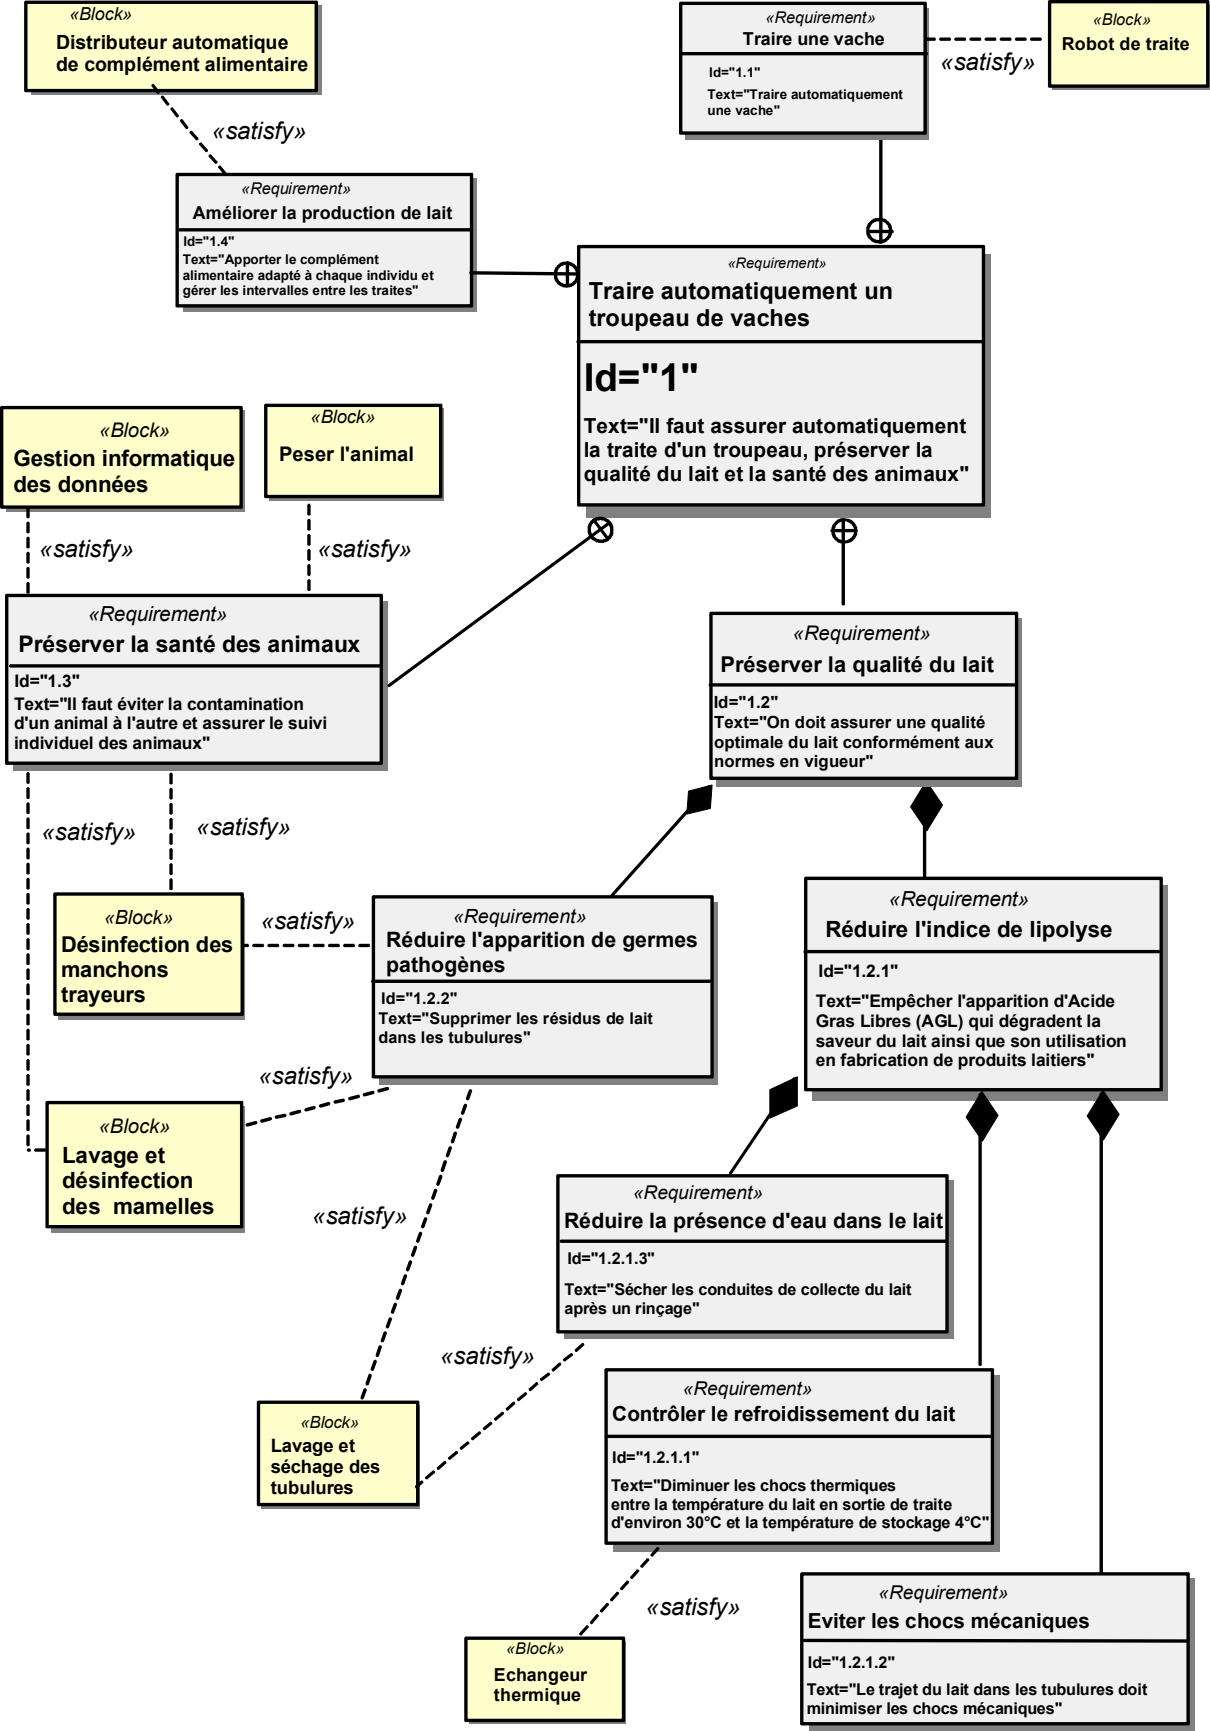 «Block»
Distributeur automatique
de complément alimentaire
«satisfy»
«Requirement»
Traire une vache
Id="1.1"
Text="Traire automatiquement
une vache"
«satisfy»
«Block»
Robot de traite
«Requirement»
Améliorer la production de lait
Id="1.4"
Text="Apporter le complément
alimentaire adapté à chaque individu et
gérer les intervalles entre les traites"
«Requirement»
Traire automatiquement un
troupeau de vaches
Id="1"
Text="Il faut assurer automatiquement
la traite d'un troupeau, préserver la
qualité du lait et la santé des animaux"
«Block»
Gestion informatique
des données
«Block»
Peser l'animal
«satisfy»
«satisfy»
«Requirement»
Préserver la santé des animaux
Id="1.3"
Text="Il faut éviter la contamination
d'un animal à l'autre et assurer le suivi
individuel des animaux"
«Requirement»
Préserver la qualité du lait
Id="1.2"
Text="On doit assurer une qualité
optimale du lait conformément aux
normes en vigueur"
«satisfy»
«satisfy»
«Block»
Désinfection des
manchons
trayeurs
«satisfy»
«Requirement»
Réduire l'apparition de germes
pathogènes
Id="1.2.2"
Text="Supprimer les résidus de lait
dans les tubulures"
«Requirement»
Réduire l'indice de lipolyse
Id="1.2.1"
Text="Empêcher l'apparition d'Acide
Gras Libres (AGL) qui dégradent la
saveur du lait ainsi que son utilisation
en fabrication de produits laitiers"
«satisfy»
«Block»
Lavage et
désinfection
des mamelles
«satisfy»
«Requirement»
Réduire la présence d'eau dans le lait
Id="1.2.1.3"
Text="Sécher les conduites de collecte du lait
après un rinçage"
«satisfy»
«Block»
Lavage et
séchage des
tubulures
«Requirement»
Contrôler le refroidissement du lait
Id="1.2.1.1"
Text="Diminuer les chocs thermiques
entre la température du lait en sortie de traite
d'environ 30°C et la température de stockage 4°C"
«satisfy»
«Block»
Echangeur
thermique
«Requirement»
Eviter les chocs mécaniques
Id="1.2.1.2"
Text="Le trajet du lait dans les tubulures doit
minimiser les chocs mécaniques"